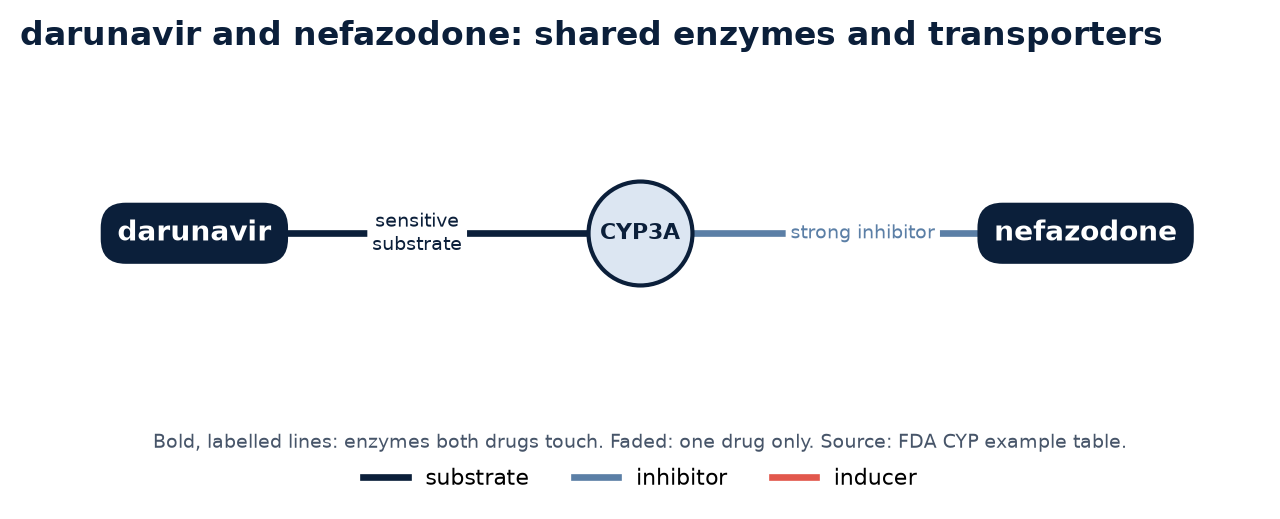 darunavir and nefazodone: shared enzymes and transporters
darunavir
sensitive
substrate
CYP3A
strong inhibitor
nefazodone
Bold, labelled lines: enzymes both drugs touch. Faded: one drug only. Source: FDA CYP example table.
substrate
inhibitor
inducer